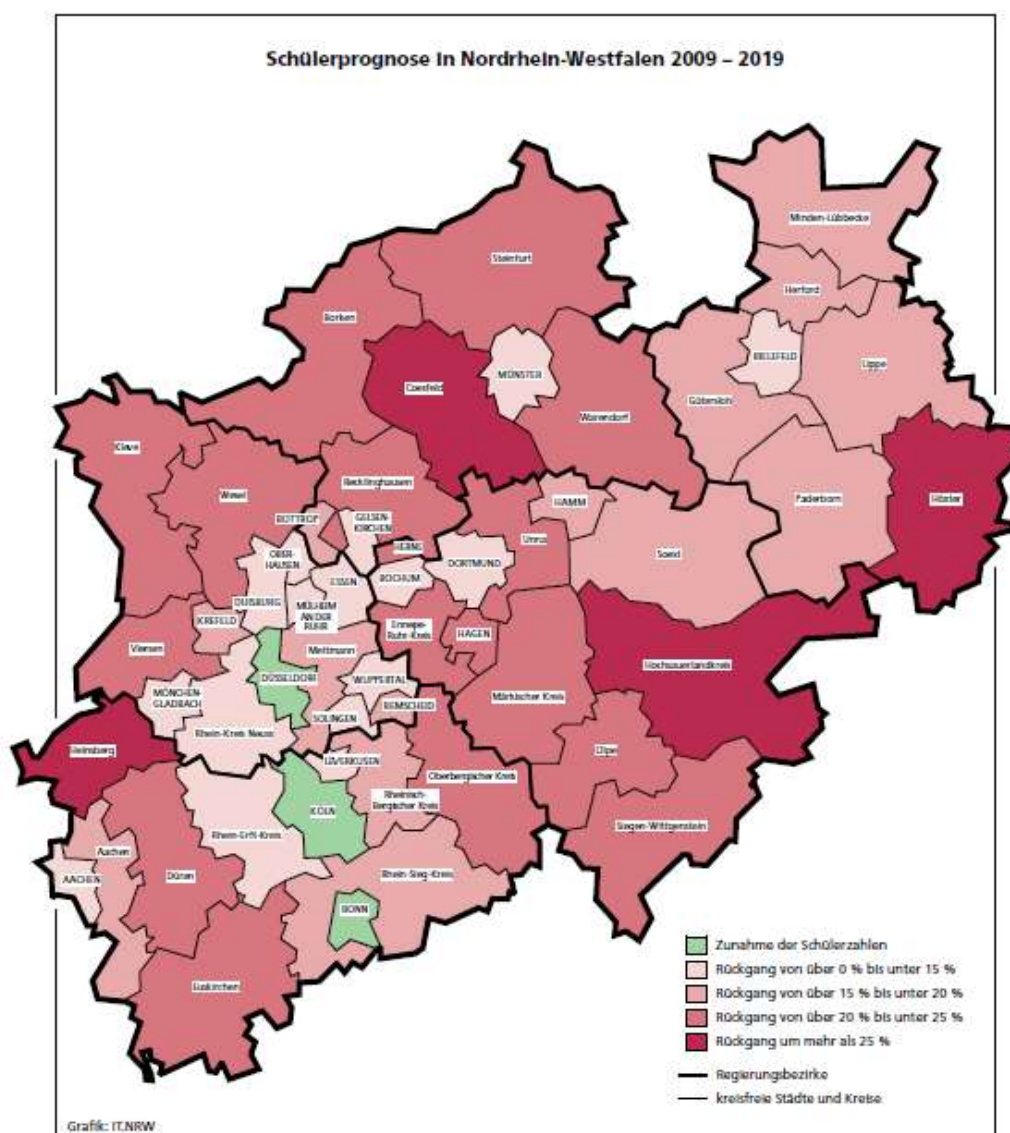 Schülerprognose in Nordrhein-Westfalen 2009 – 2019
Minden-Lübbecke
Steinfurt
Herford
Borken
BIELEFELD
Lippe
MÜNSTER
Coesfeld
Gütersloh
Warendorf
Kleve
Höxter
Recklinghausen
Wesel
Paderborn
HAMM
BOTTROP
GELSEN-
KIRCHEN
Unna
HERNE
Soest
OBER-
HAUSEN
DORTMUND
BOCHUM
ESSEN
DUISBURG
MÜLHEIM
AN DER
RUHR
KREFELD
Ennepe-
Ruhr-Kreis
HAGEN
Viersen
Mettmann
Hochsauerlandkreis
DÜSSELDORF
WUPPERTAL
MÖNCHEN-
GLADBACH
Märkischer Kreis
REMSCHEID
SOLINGEN
Rhein-Kreis Neuss
Heinsberg
Olpe
LEVERKUSEN
Oberbergischer Kreis
Rheinisch-
Bergischer Kreis
KÖLN
Siegen-Wittgenstein
Rhein-Erft-Kreis
Aachen
AACHEN
Düren
Rhein-Sieg-Kreis
BONN
Euskirchen
Zunahme der Schülerzahlen
Rückgang von über 0 % bis unter 15 %
Rückgang von über 15 % bis unter 20 %
Rückgang von über 20 % bis unter 25 %
Rückgang um mehr als 25 %
Regierungsbezirke
kreisfreie Städte und Kreise
Grafik: IT.NRW